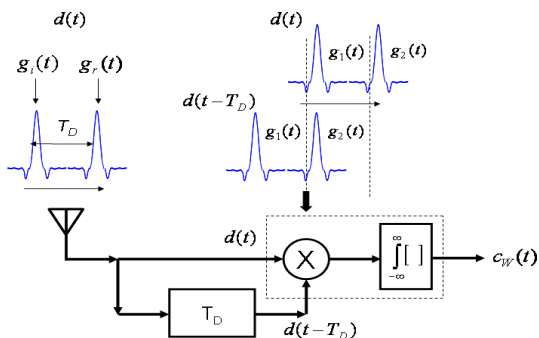 d(t)
g_i(t) g_r(t)
T_D
d(t)
g_1(t) g_2(t)
d(t-T_D)
g_1(t) g_2(t)
d(t)
X
∫_{-∞}^{∞}[ ]
c_W(t)
T_D
d(t-T_D)